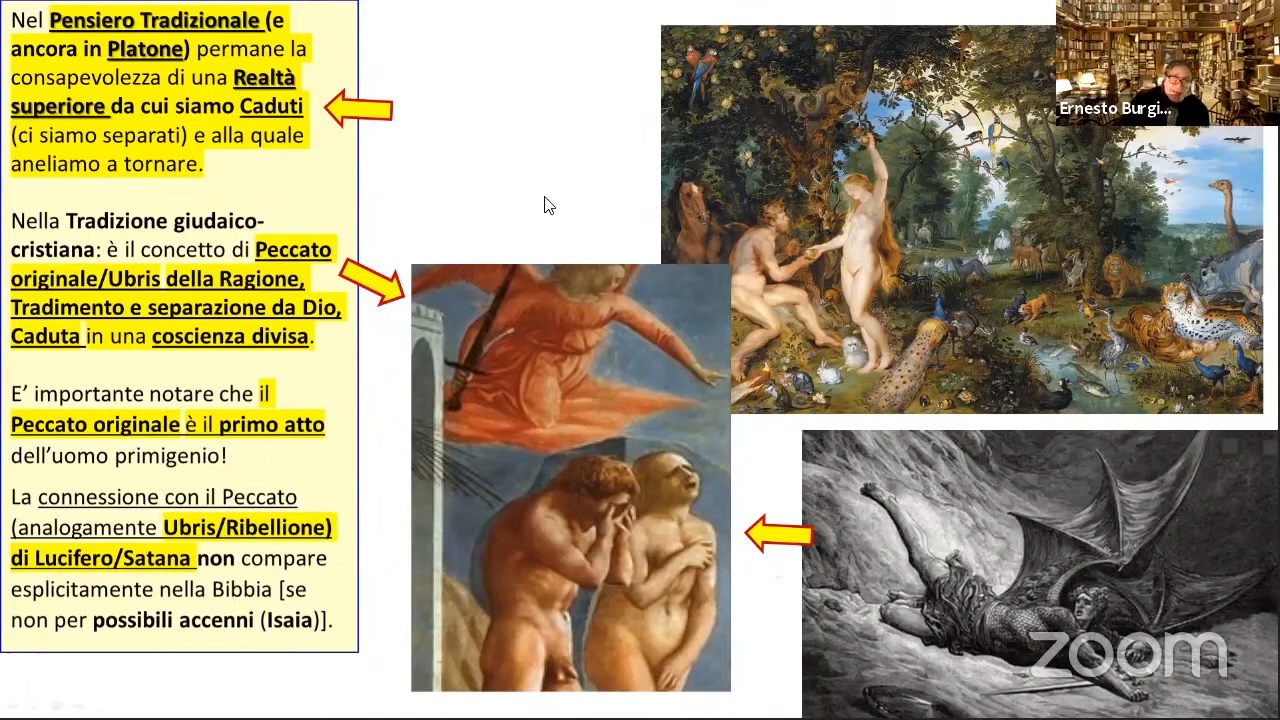 Nel Pensiero Tradizionale (e
ancora in Platone) permane la
consapevolezza di una Realtà
superiore da cui siamo Caduti
(ci siamo separati) e alla quale
aneliamo a tornare.
Nella Tradizione giudaico-
cristiana: è il concetto di Peccato
originale/Ubris della Ragione,
Tradimento e separazione da Dio,
Caduta in una coscienza divisa.
E’ importante notare che il
Peccato originale è il primo atto
dell’uomo primigenio!
La connessione con il Peccato
(analogamente Ubris/Ribellione)
di Lucifero/Satana non compare
esplicitamente nella Bibbia [se
non per possibili accenni (Isaia)].
Ernesto Burgi...
zoom